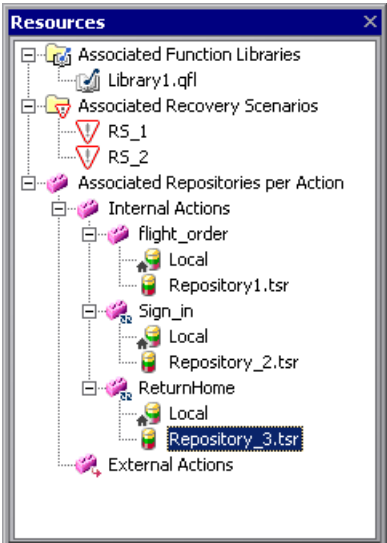 Resources
Associated Function Libraries
Library1.qfl
Associated Recovery Scenarios
RS_1
RS_2
Associated Repositories per Action
Internal Actions
flight_order
Local
Repository1.tsr
Sign_in
Local
Repository_2.tsr
ReturnHome
Local
Repository_3.tsr
External Actions